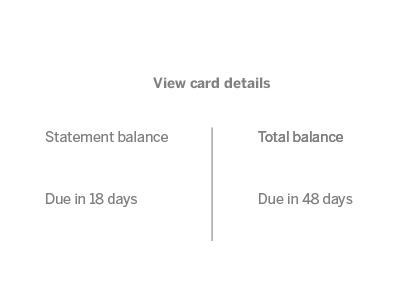 View card details
Statement balance
Due in 18 days
Total balance
Due in 48 days